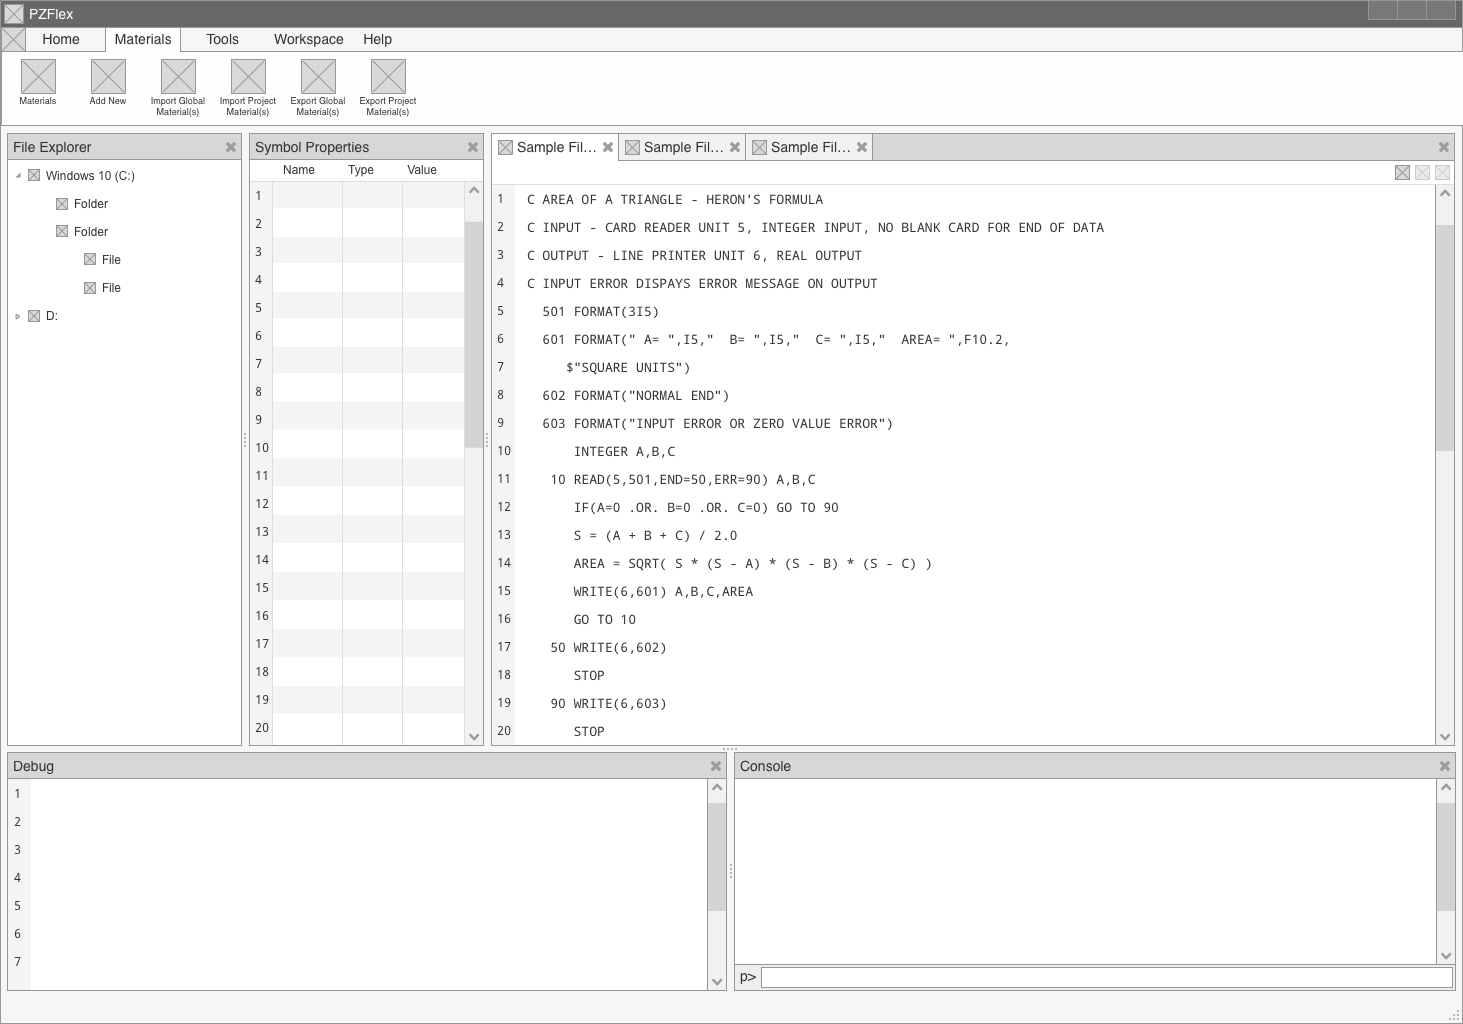 PZFlex
Home Materials Tools Workspace Help
Materials
Add New
Import Global
Material(s)
Import Project
Material(s)
Export Global
Material(s)
Export Project
Material(s)
File Explorer
Windows 10 (C:)
Folder
Folder
File
File
D:
Symbol Properties
Name Type Value
1
2
3
4
5
6
7
8
9
10
11
12
13
14
15
16
17
18
19
20
Sample Fil... Sample Fil... Sample Fil...
1 C AREA OF A TRIANGLE - HERON'S FORMULA
2 C INPUT - CARD READER UNIT 5, INTEGER INPUT, NO BLANK CARD FOR END OF DATA
3 C OUTPUT - LINE PRINTER UNIT 6, REAL OUTPUT
4 C INPUT ERROR DISPAYS ERROR MESSAGE ON OUTPUT
5   501 FORMAT(3I5)
6   601 FORMAT(" A= ",I5,"  B= ",I5,"  C= ",I5,"  AREA= ",F10.2,
7      $"SQUARE UNITS")
8   602 FORMAT("NORMAL END")
9   603 FORMAT("INPUT ERROR OR ZERO VALUE ERROR")
10       INTEGER A,B,C
11    10 READ(5,501,END=50,ERR=90) A,B,C
12       IF(A=0 .OR. B=0 .OR. C=0) GO TO 90
13       S = (A + B + C) / 2.0
14       AREA = SQRT( S * (S - A) * (S - B) * (S - C) )
15       WRITE(6,601) A,B,C,AREA
16       GO TO 10
17    50 WRITE(6,602)
18       STOP
19    90 WRITE(6,603)
20       STOP
Debug
1
2
3
4
5
6
7
Console
p>